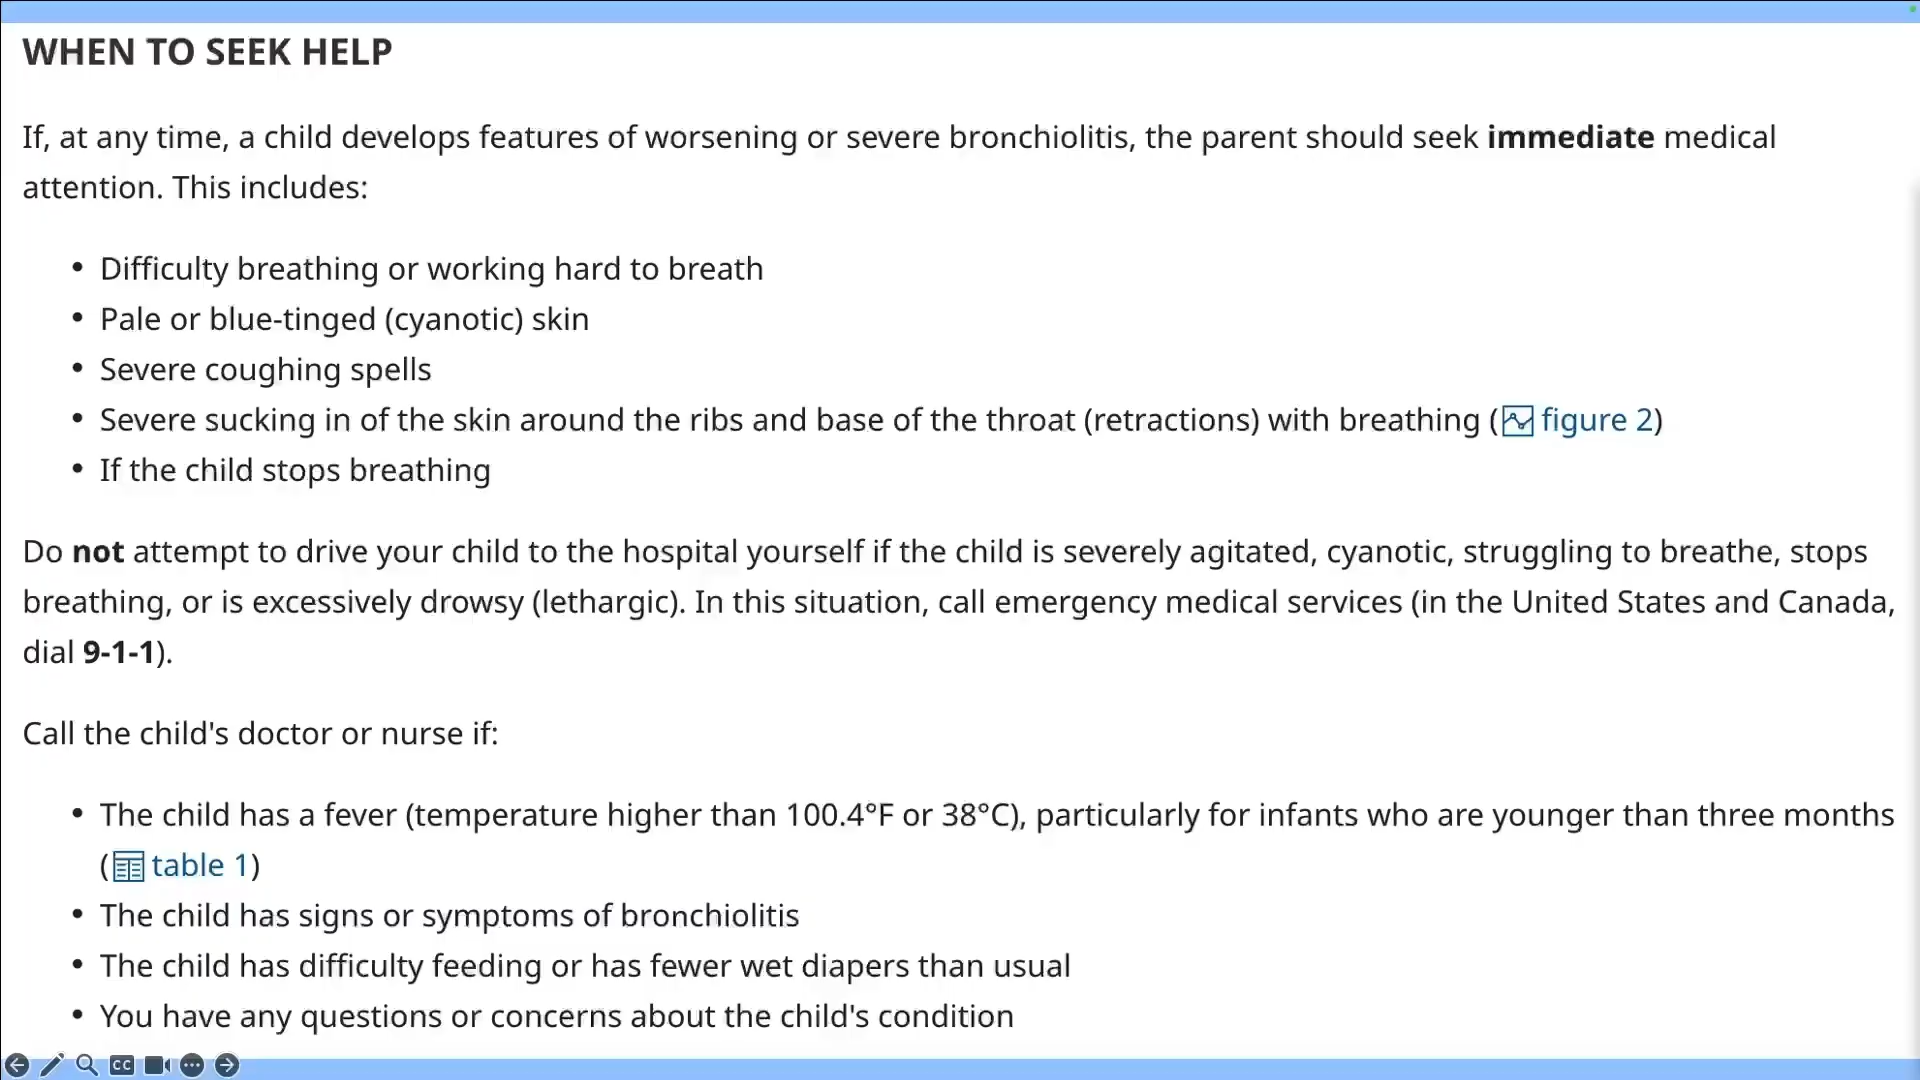 WHEN TO SEEK HELP
If, at any time, a child develops features of worsening or severe bronchiolitis, the parent should seek immediate medical
attention. This includes:
• Difficulty breathing or working hard to breath
• Pale or blue-tinged (cyanotic) skin
• Severe coughing spells
• Severe sucking in of the skin around the ribs and base of the throat (retractions) with breathing (figure 2)
• If the child stops breathing
Do not attempt to drive your child to the hospital yourself if the child is severely agitated, cyanotic, struggling to breathe, stops
breathing, or is excessively drowsy (lethargic). In this situation, call emergency medical services (in the United States and Canada,
dial 9-1-1).
Call the child's doctor or nurse if:
• The child has a fever (temperature higher than 100.4°F or 38°C), particularly for infants who are younger than three months
(table 1)
• The child has signs or symptoms of bronchiolitis
• The child has difficulty feeding or has fewer wet diapers than usual
• You have any questions or concerns about the child's condition
CC